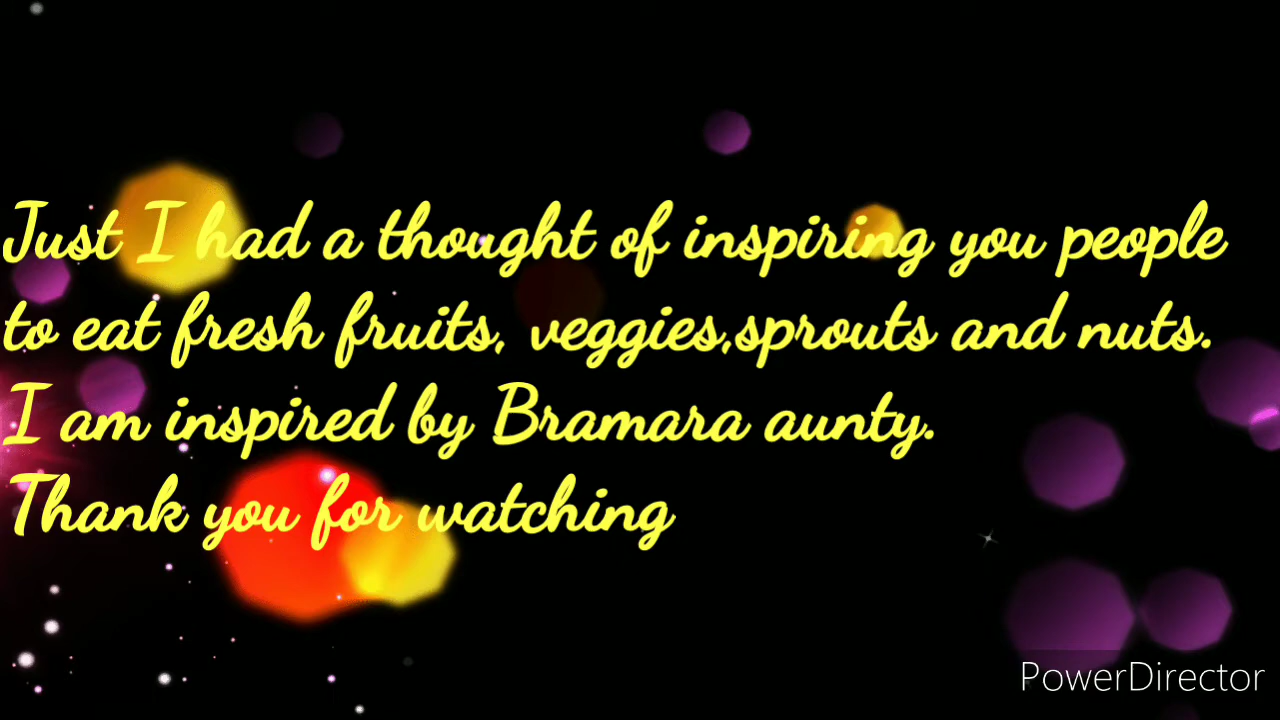 Just I had a thought of inspiring you people
to eat fresh fruits, veggies,sprouts and nuts.
I am inspired by Bramara aunty.
Thank you for watching
PowerDirector